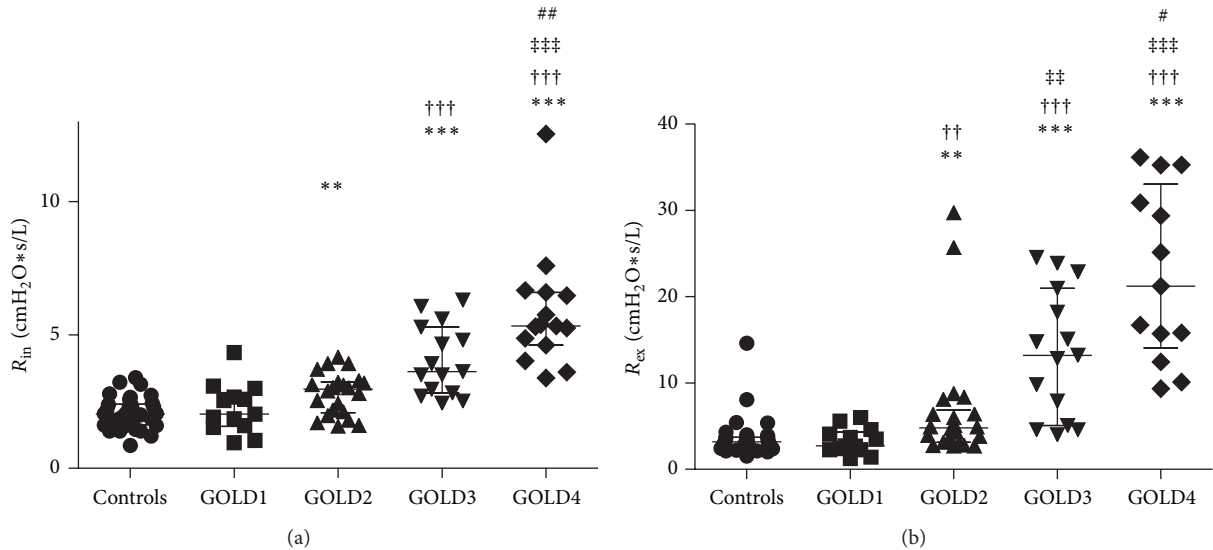 ##
‡‡‡
†††
***
†††
***
**
10
5
0
R_in (cmH₂O∗s/L)
Controls
GOLD1
GOLD2
GOLD3
GOLD4
(a)
#
‡‡‡
†††
***
‡‡
†††
***
††
**
40
30
20
10
0
R_ex (cmH₂O∗s/L)
Controls
GOLD1
GOLD2
GOLD3
GOLD4
(b)